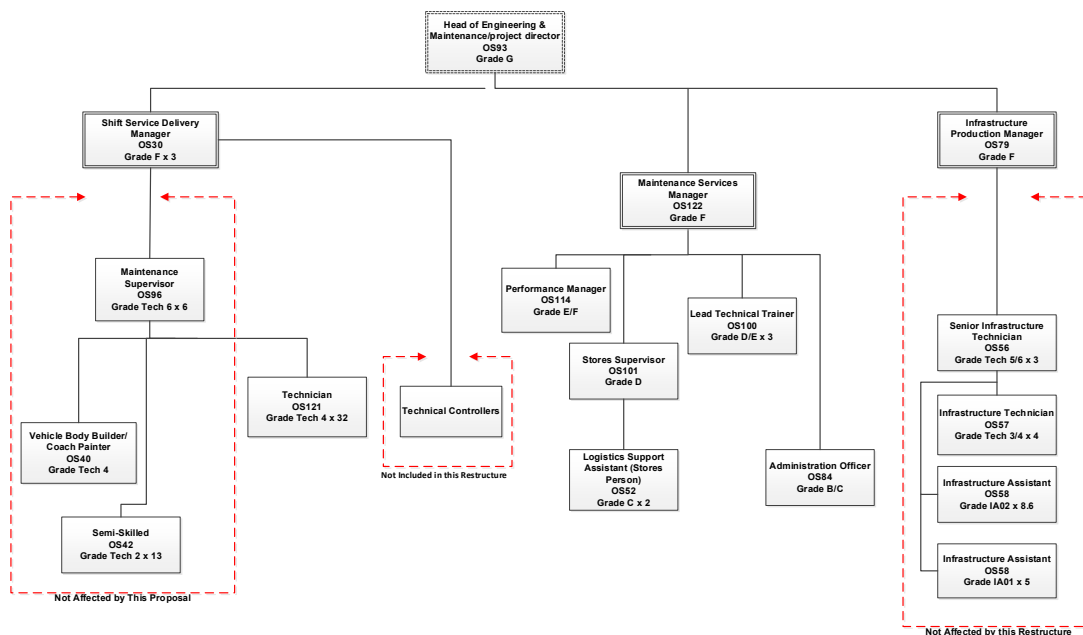 Head of Engineering &
Maintenance/project director
OS93
Grade G
Shift Service Delivery
Manager
OS30
Grade F x 3
Infrastructure
Production Manager
OS79
Grade F
Maintenance Services
Manager
OS122
Grade F
Maintenance
Supervisor
OS96
Grade Tech 6 x 6
Performance Manager
OS114
Grade E/F
Lead Technical Trainer
OS100
Grade D/E x 3
Senior Infrastructure
Technician
OS56
Grade Tech 5/6 x 3
Stores Supervisor
OS101
Grade D
Technician
OS121
Grade Tech 4 x 32
Technical Controllers
Infrastructure Technician
OS57
Grade Tech 3/4 x 4
Vehicle Body Builder/
Coach Painter
OS40
Grade Tech 4
Not Included in this Restructure
Logistics Support
Assistant (Stores
Person)
OS52
Grade C x 2
Administration Officer
OS84
Grade B/C
Infrastructure Assistant
OS58
Grade IA02 x 8.6
Semi-Skilled
OS42
Grade Tech 2 x 13
Infrastructure Assistant
OS58
Grade IA01 x 5
Not Affected by This Proposal
Not Affected by this Restructure